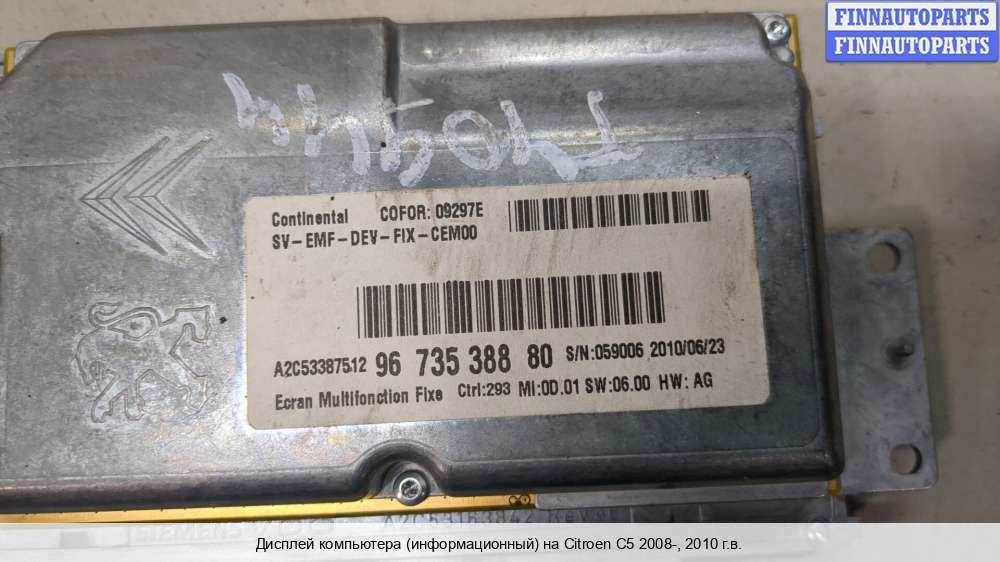 FINNAUTOPARTS
FINNAUTOPARTS
Continental COFOR: 09297E
SV-EMF-DEV-FIX-CEM00
A2C53387512 96 735 388 80 S/N:059006 2010/06/23
Ecran Multifonction Fixe Ctrl:293 MI:0D.01 SW:06.00 HW: AG
Дисплей компьютера (информационный) на Citroen C5 2008-, 2010 г.в.